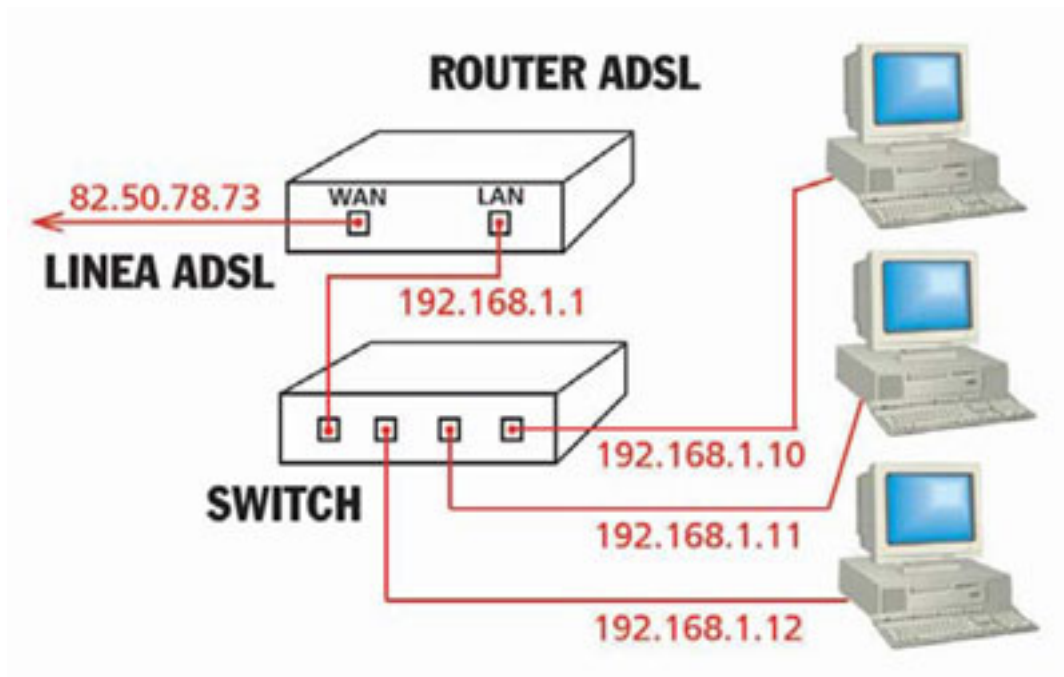 ROUTER ADSL
82.50.78.73
WAN
LAN
LINEA ADSL
192.168.1.1
192.168.1.10
SWITCH
192.168.1.11
192.168.1.12